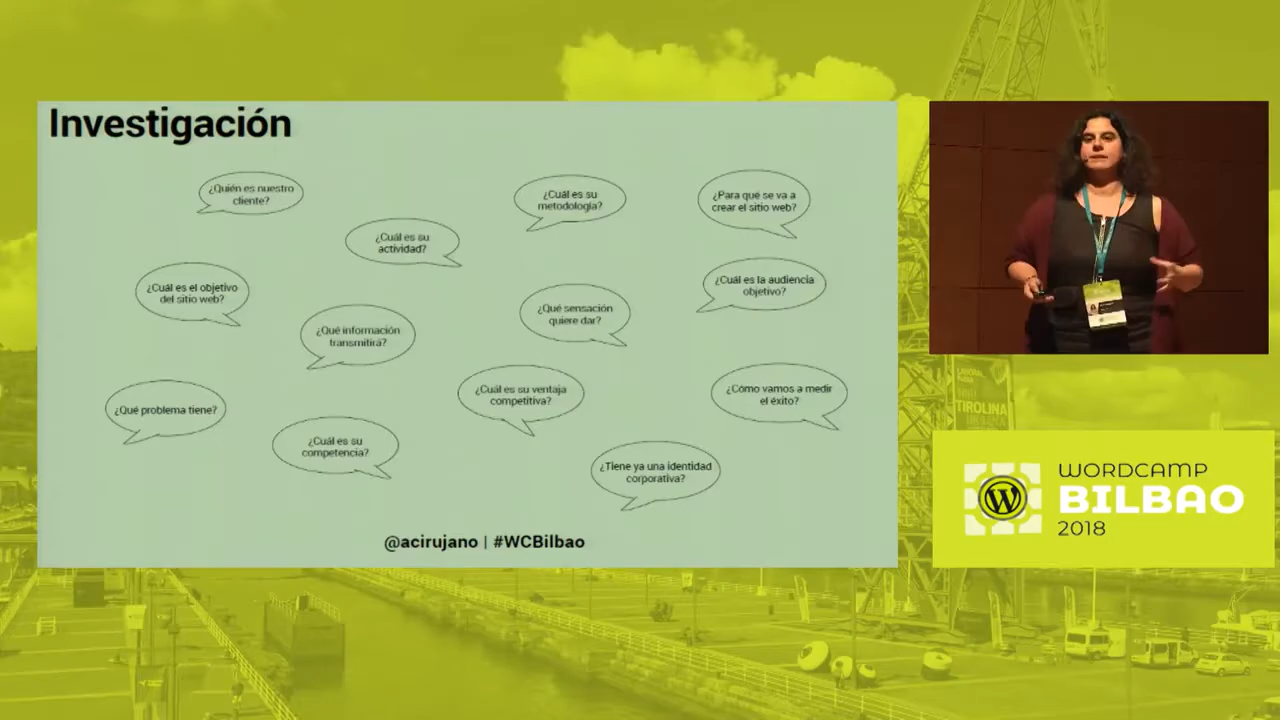 Investigación
¿Quién es nuestro
cliente?
¿Cuál es su
metodología?
¿Para qué se va a
crear el sitio web?
¿Cuál es su
actividad?
¿Cuál es el objetivo
del sitio web?
¿Cuál es la audiencia
objetivo?
¿Qué sensación
quiere dar?
¿Qué información
transmitirá?
¿Cuál es su ventaja
competitiva?
¿Cómo vamos a medir
el éxito?
¿Qué problema tiene?
¿Cuál es su
competencia?
¿Tiene ya una identidad
corporativa?
@acirujano | #WCBilbao
TIROLINA
WORDCAMP
BILBAO
2018